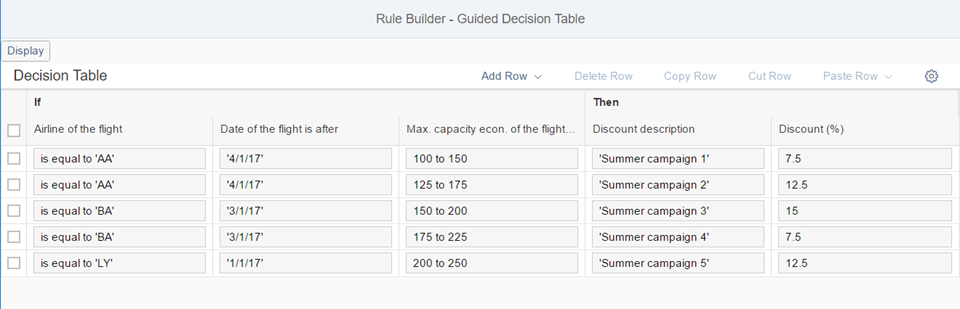 Rule Builder - Guided Decision Table
Display
Decision Table Add Row Delete Row Copy Row Cut Row Paste Row
If Then
Airline of the flight Date of the flight is after Max. capacity econ. of the flight... Discount description Discount (%)
is equal to 'AA' '4/1/17' 100 to 150 'Summer campaign 1' 7.5
is equal to 'AA' '4/1/17' 125 to 175 'Summer campaign 2' 12.5
is equal to 'BA' '3/1/17' 150 to 200 'Summer campaign 3' 15
is equal to 'BA' '3/1/17' 175 to 225 'Summer campaign 4' 7.5
is equal to 'LY' '1/1/17' 200 to 250 'Summer campaign 5' 12.5